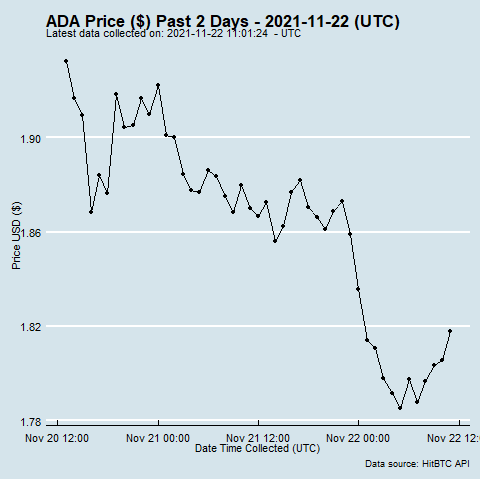 ADA Price ($) Past 2 Days - 2021-11-22 (UTC)
Latest data collected on: 2021-11-22 11:01:24 - UTC
1.90
1.86
1.82
1.78
Price USD ($)
Nov 20 12:00 Nov 21 00:00 Nov 21 12:00 Nov 22 00:00 Nov 22 12:0
Date Time Collected (UTC)
Data source: HitBTC API